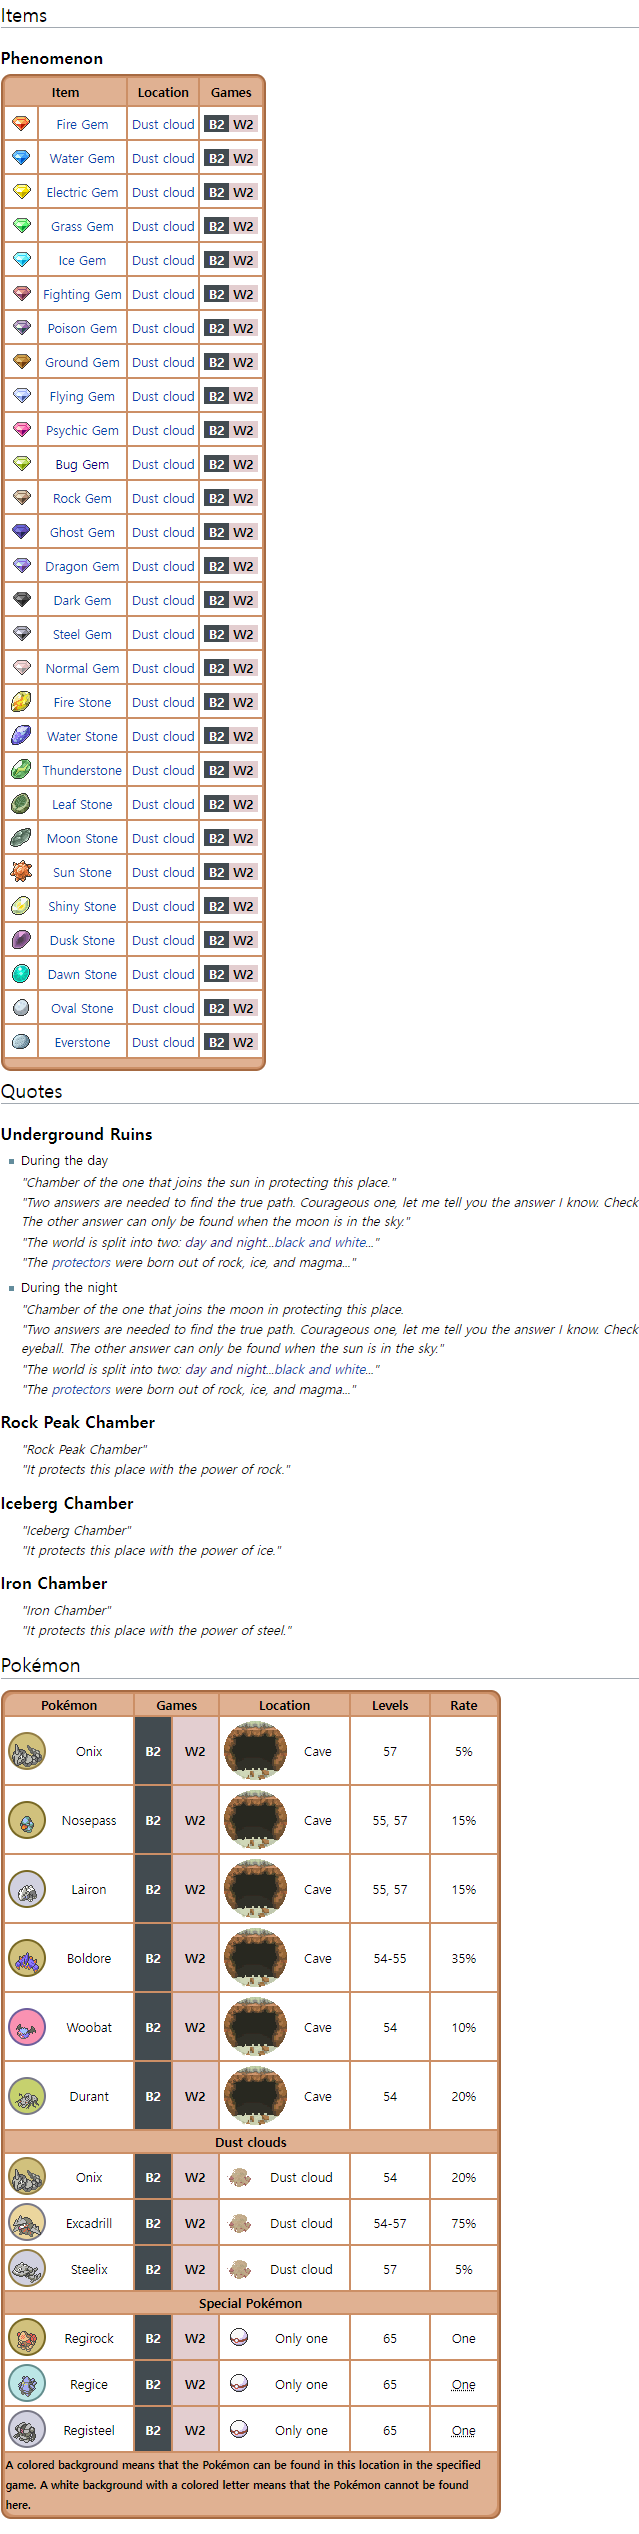 Items
Phenomenon
Item Location Games
Fire Gem Dust cloud B2 W2
Water Gem Dust cloud B2 W2
Electric Gem Dust cloud B2 W2
Grass Gem Dust cloud B2 W2
Ice Gem Dust cloud B2 W2
Fighting Gem Dust cloud B2 W2
Poison Gem Dust cloud B2 W2
Ground Gem Dust cloud B2 W2
Flying Gem Dust cloud B2 W2
Psychic Gem Dust cloud B2 W2
Bug Gem Dust cloud B2 W2
Rock Gem Dust cloud B2 W2
Ghost Gem Dust cloud B2 W2
Dragon Gem Dust cloud B2 W2
Dark Gem Dust cloud B2 W2
Steel Gem Dust cloud B2 W2
Normal Gem Dust cloud B2 W2
Fire Stone Dust cloud B2 W2
Water Stone Dust cloud B2 W2
Thunderstone Dust cloud B2 W2
Leaf Stone Dust cloud B2 W2
Moon Stone Dust cloud B2 W2
Sun Stone Dust cloud B2 W2
Shiny Stone Dust cloud B2 W2
Dusk Stone Dust cloud B2 W2
Dawn Stone Dust cloud B2 W2
Oval Stone Dust cloud B2 W2
Everstone Dust cloud B2 W2
Quotes
Underground Ruins
During the day
"Chamber of the one that joins the sun in protecting this place."
"Two answers are needed to find the true path. Courageous one, let me tell you the answer I know. Check
The other answer can only be found when the moon is in the sky."
"The world is split into two: day and night...black and white..."
"The protectors were born out of rock, ice, and magma..."
During the night
"Chamber of the one that joins the moon in protecting this place.
"Two answers are needed to find the true path. Courageous one, let me tell you the answer I know. Check
eyeball. The other answer can only be found when the sun is in the sky."
"The world is split into two: day and night...black and white..."
"The protectors were born out of rock, ice, and magma..."
Rock Peak Chamber
"Rock Peak Chamber"
"It protects this place with the power of rock."
Iceberg Chamber
"Iceberg Chamber"
"It protects this place with the power of ice."
Iron Chamber
"Iron Chamber"
"It protects this place with the power of steel."
Pokémon
Pokémon Games Location Levels Rate
Onix B2 W2 Cave 57 5%
Nosepass B2 W2 Cave 55, 57 15%
Lairon B2 W2 Cave 55, 57 15%
Boldore B2 W2 Cave 54-55 35%
Woobat B2 W2 Cave 54 10%
Durant B2 W2 Cave 54 20%
Dust clouds
Onix B2 W2 Dust cloud 54 20%
Excadrill B2 W2 Dust cloud 54-57 75%
Steelix B2 W2 Dust cloud 57 5%
Special Pokémon
Regirock B2 W2 Only one 65 One
Regice B2 W2 Only one 65 One
Registeel B2 W2 Only one 65 One
A colored background means that the Pokémon can be found in this location in the specified
game. A white background with a colored letter means that the Pokémon cannot be found
here.